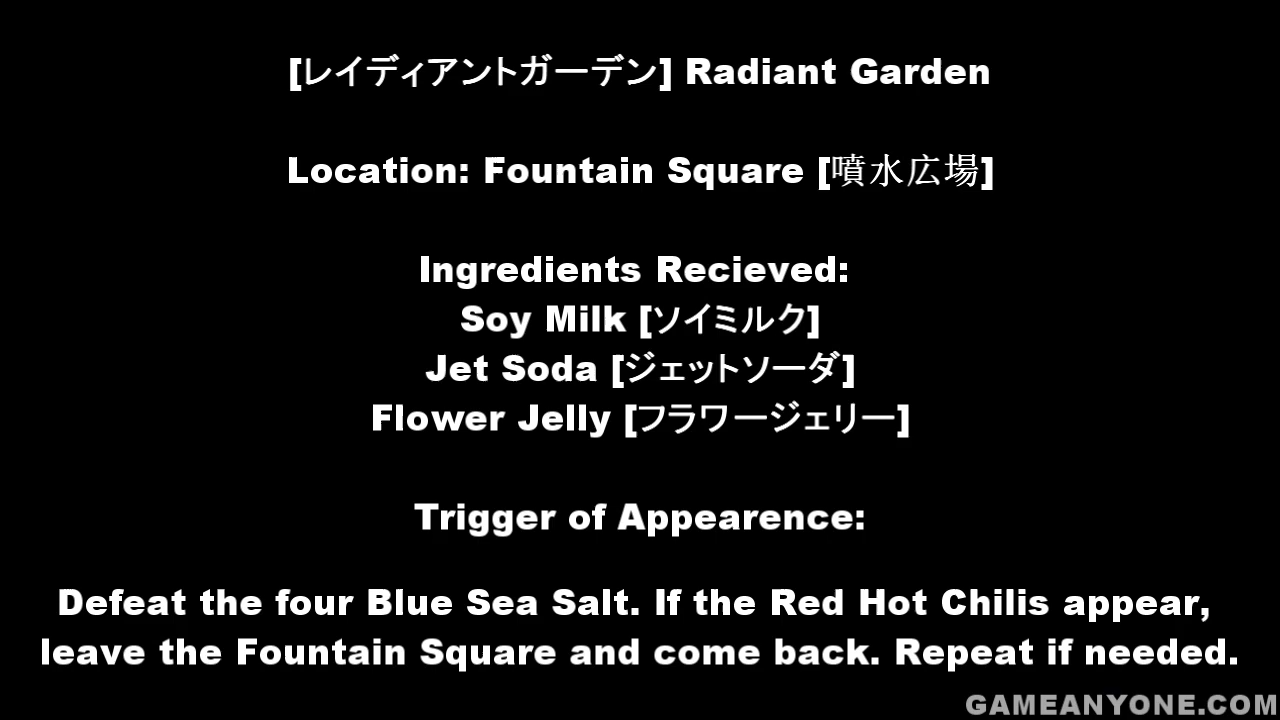 [レイディアントガーデン] Radiant Garden
Location: Fountain Square [噴水広場]
Ingredients Recieved:
Soy Milk [ソイミルク]
Jet Soda [ジェットソーダ]
Flower Jelly [フラワージェリー]
Trigger of Appearence:
Defeat the four Blue Sea Salt. If the Red Hot Chilis appear,
leave the Fountain Square and come back. Repeat if needed.
GAMEANYONE.COM